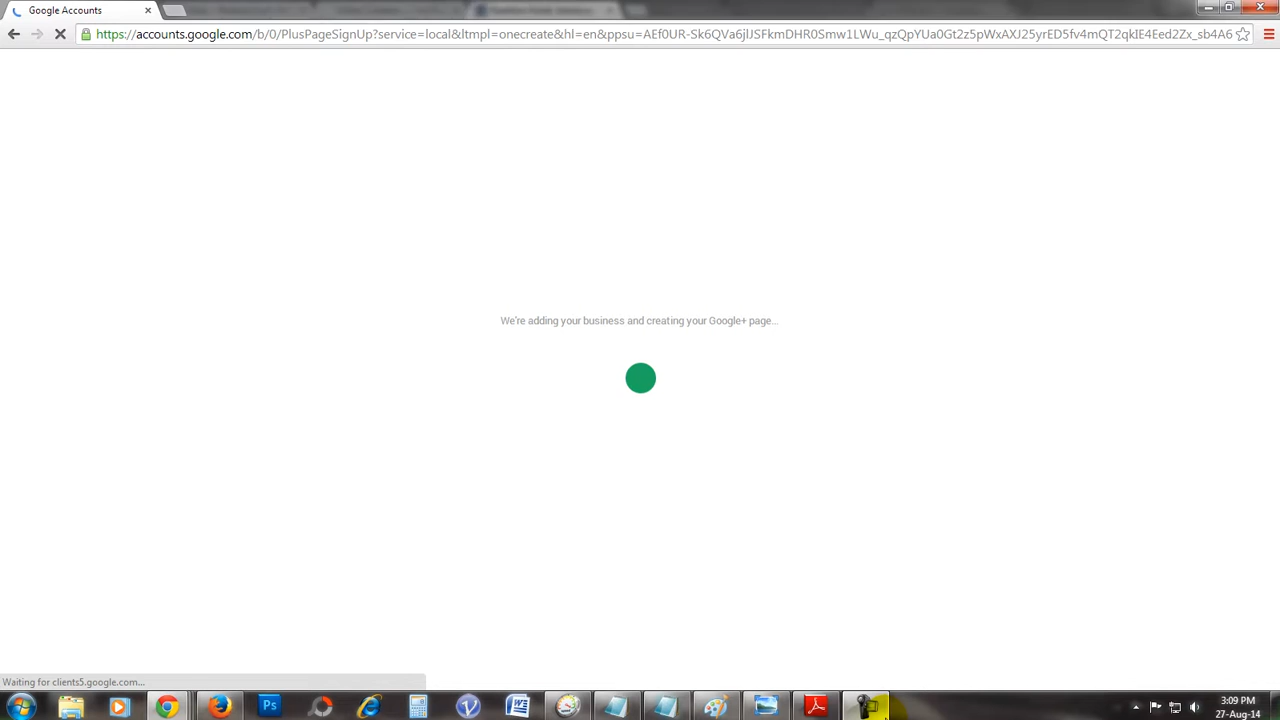 Google Accounts
https://accounts.google.com/b/0/PlusPageSignUp?service=local&ltmpl=onecreate&hl=en&ppsu=AEf0UR-Sk6QVa6jlJSFkmDHR0Smw1LWu_qzQpYUa0Gt2z5pWxAXJ25yrED5fv4mQT2qkIE4Eed2Zx_sb4A6
We're adding your business and creating your Google+ page...
Waiting for clients5.google.com...
3:09 PM
27-Aug-14